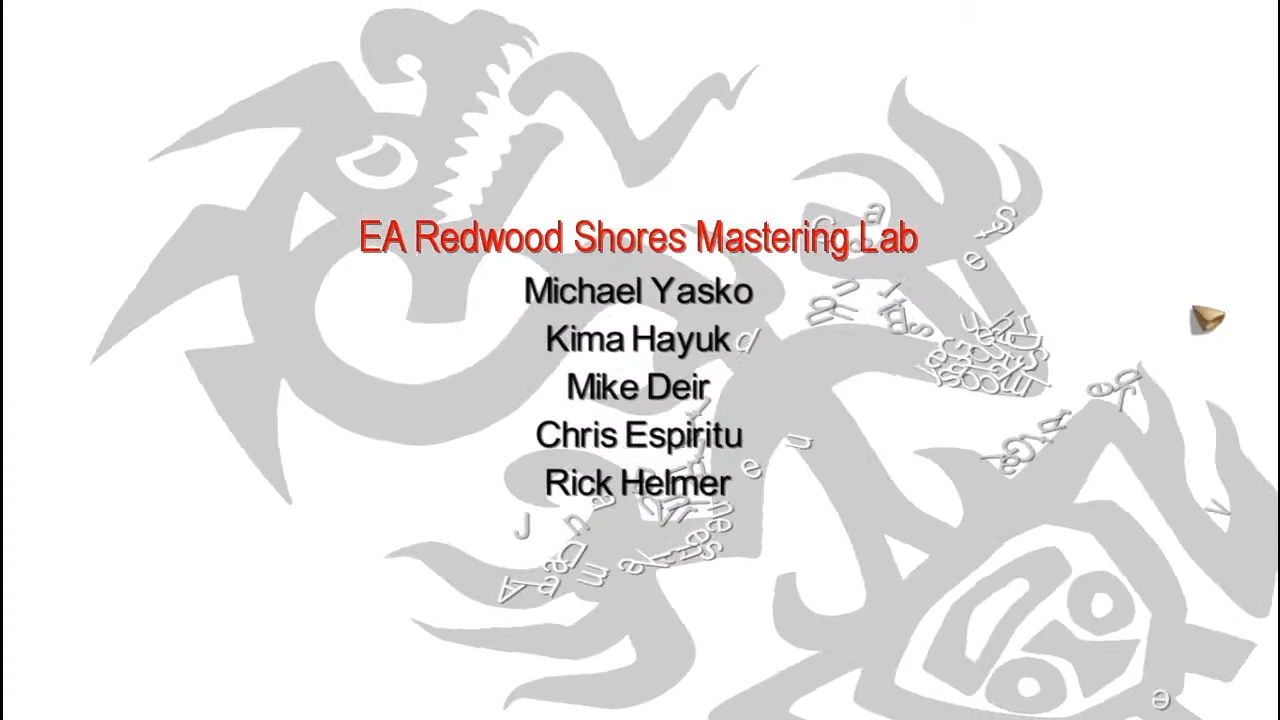 EA Redwood Shores Mastering Lab
Michael Yasko
Kima Hayuk
Mike Deir
Chris Espiritu
Rick Helmer